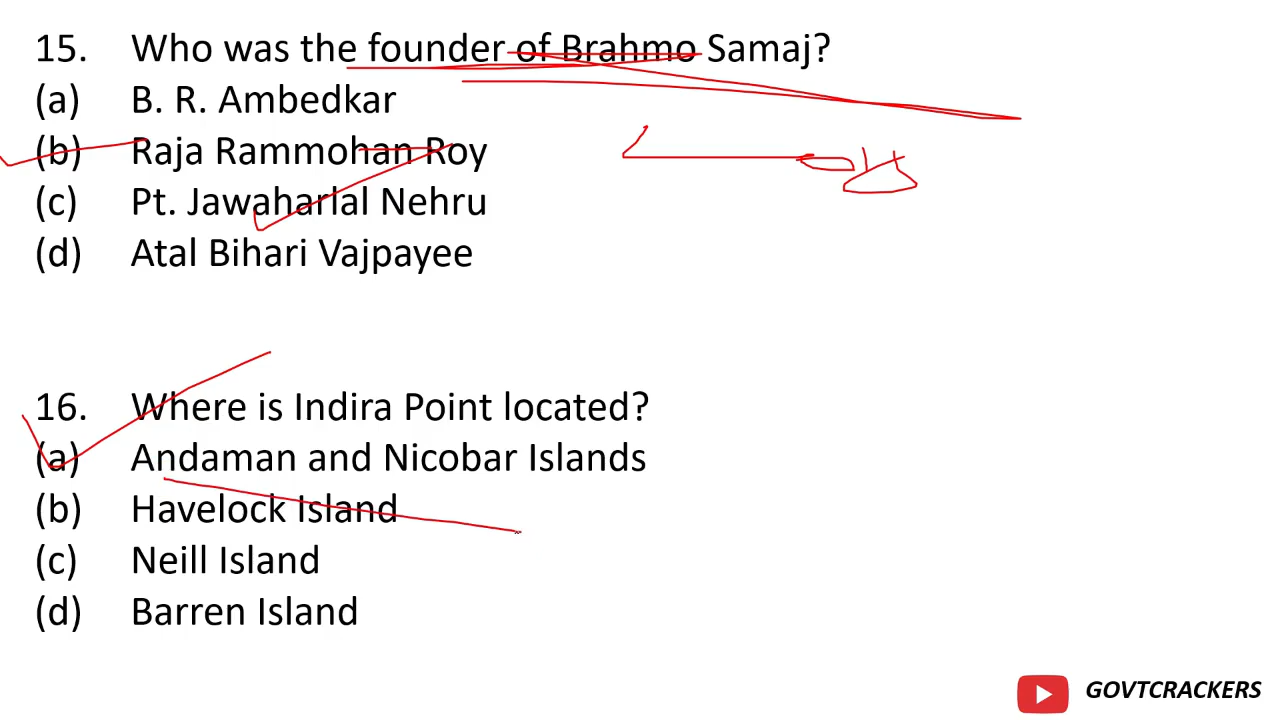 15. Who was the founder of Brahmo Samaj?
(a) B. R. Ambedkar
(b) Raja Rammohan Roy
(c) Pt. Jawaharlal Nehru
(d) Atal Bihari Vajpayee
16. Where is Indira Point located?
(a) Andaman and Nicobar Islands
(b) Havelock Island
(c) Neill Island
(d) Barren Island
GOVTCRACKERS